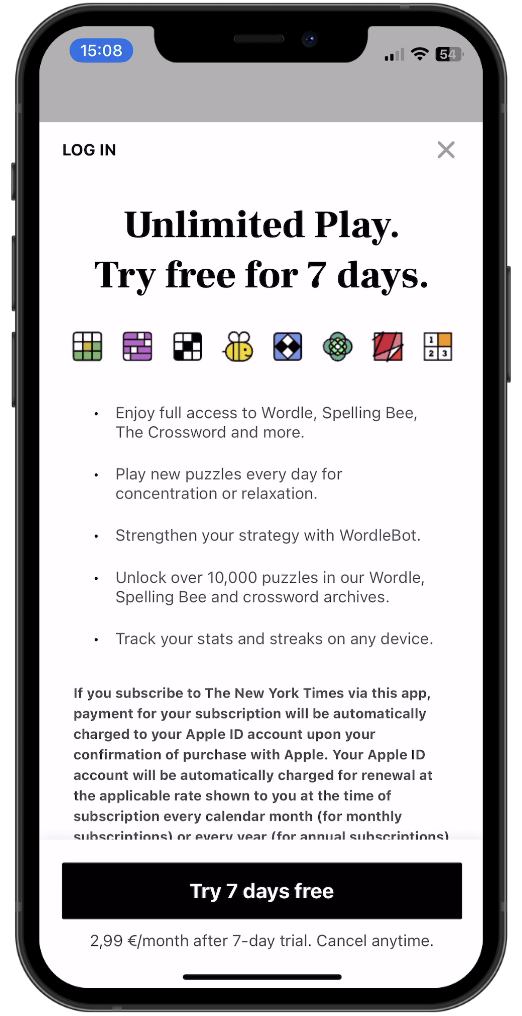 15:08
54
LOG IN
Unlimited Play.
Try free for 7 days.
1
2 3
• Enjoy full access to Wordle, Spelling Bee,
The Crossword and more.
• Play new puzzles every day for
concentration or relaxation.
• Strengthen your strategy with WordleBot.
• Unlock over 10,000 puzzles in our Wordle,
Spelling Bee and crossword archives.
• Track your stats and streaks on any device.
If you subscribe to The New York Times via this app,
payment for your subscription will be automatically
charged to your Apple ID account upon your
confirmation of purchase with Apple. Your Apple ID
account will be automatically charged for renewal at
the applicable rate shown to you at the time of
subscription every calendar month (for monthly
subscriptions) or every year (for annual subscriptions)
Try 7 days free
2,99 €/month after 7-day trial. Cancel anytime.